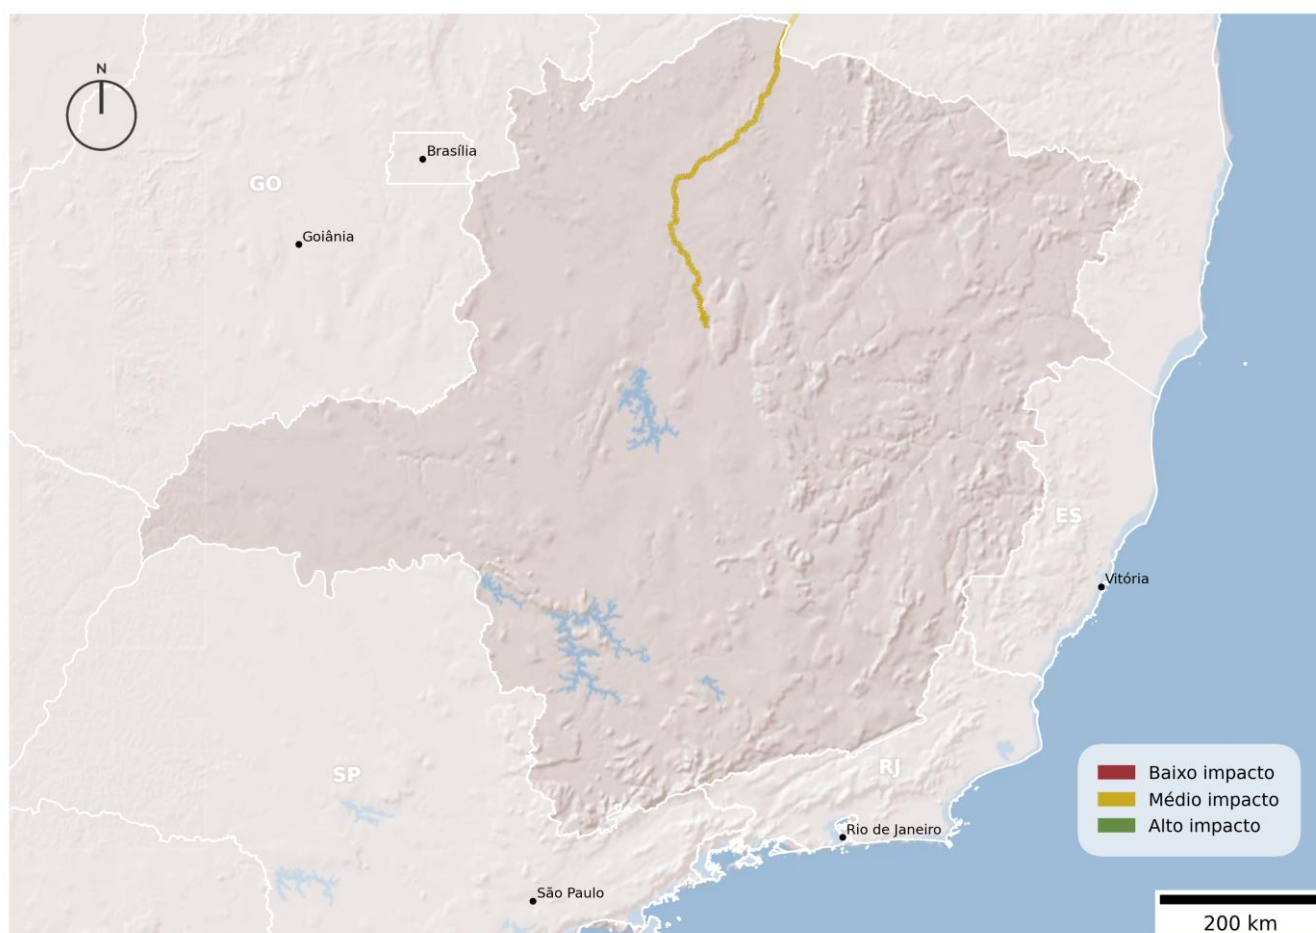 N
Brasília
GO
Goiânia
ES
Vitória
SP
RJ
Rio de Janeiro
São Paulo
Baixo impacto
Médio impacto
Alto impacto
200 km